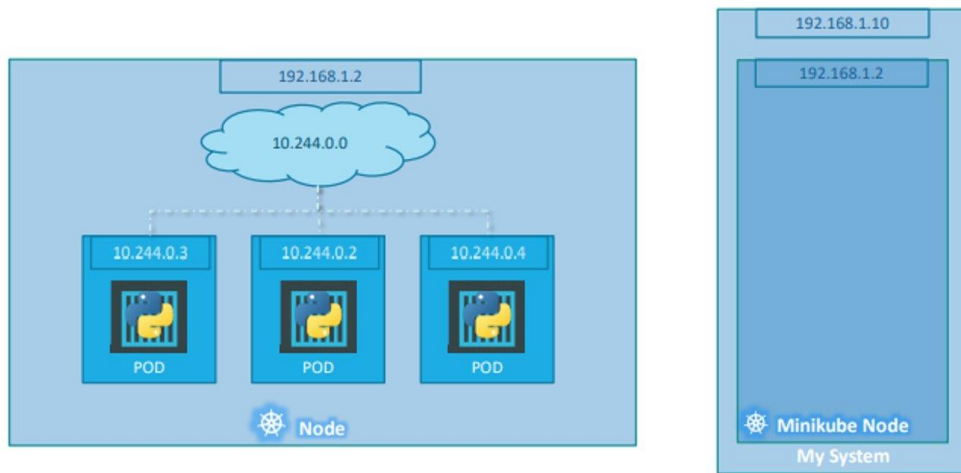 192.168.1.2
10.244.0.0
10.244.0.3
10.244.0.2
10.244.0.4
POD
POD
POD
Node
192.168.1.10
192.168.1.2
Minikube Node
My System